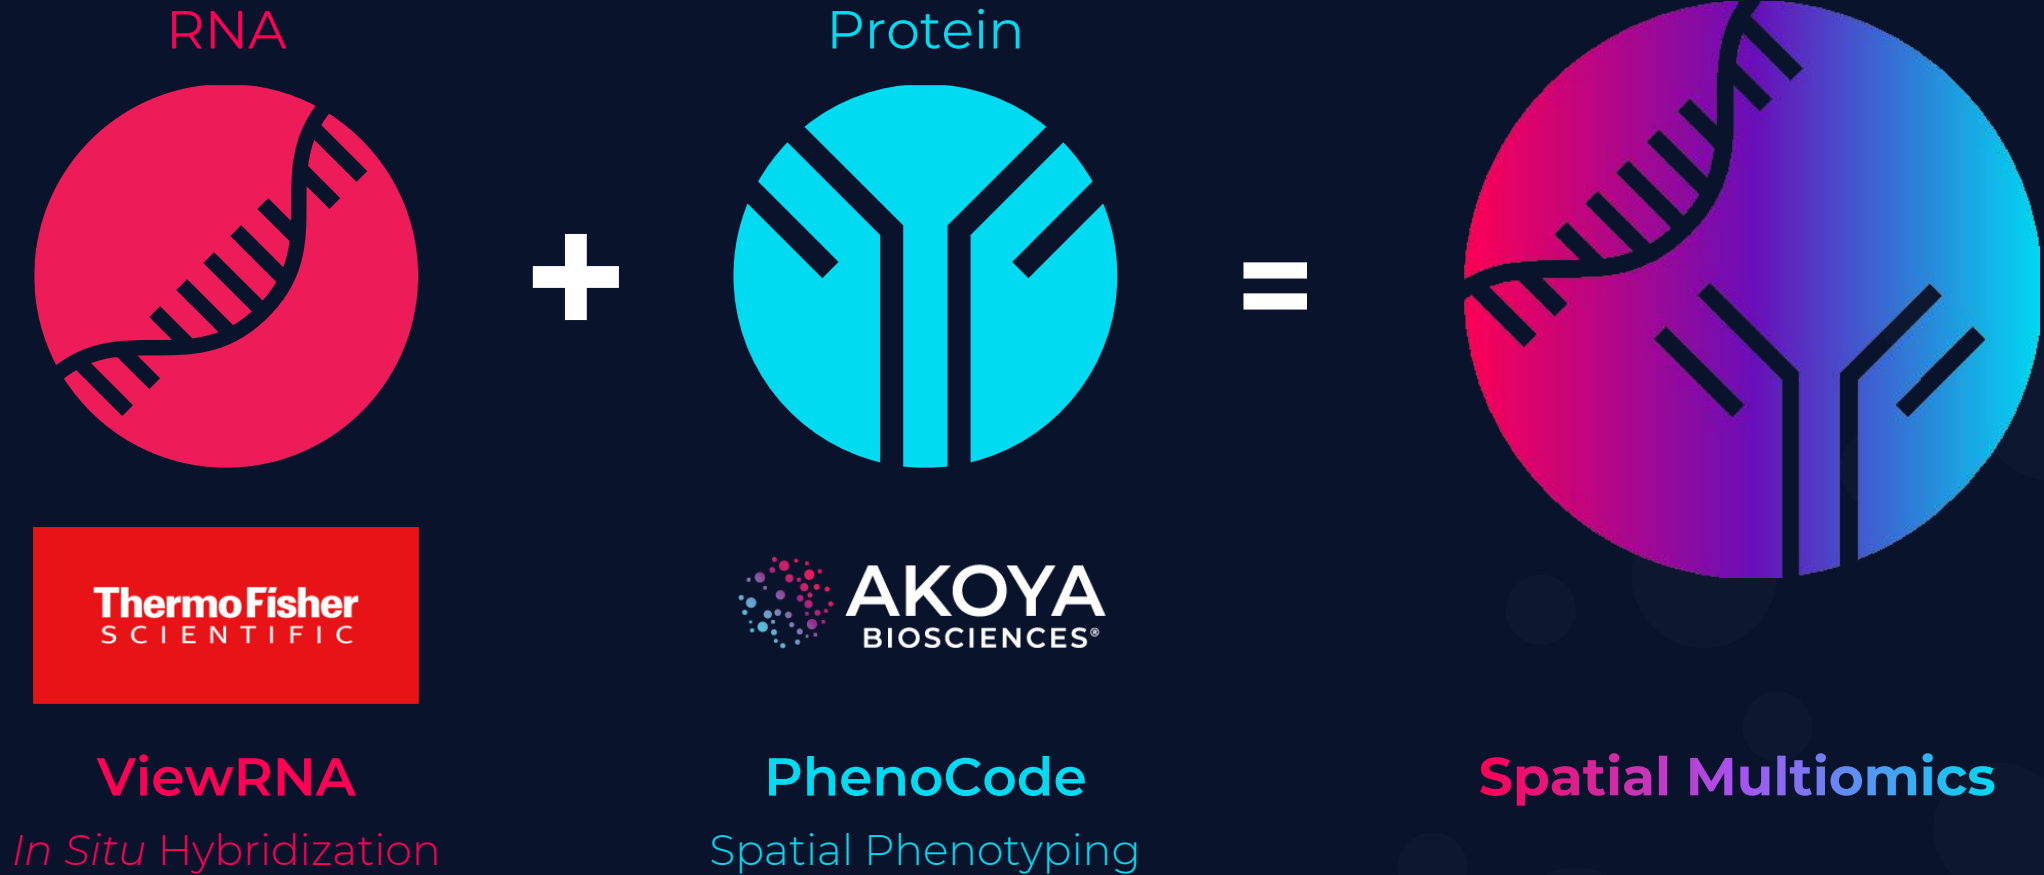 RNA
Protein
ThermoFisher
SCIENTIFIC
AKOYA
BIOSCIENCES®
ViewRNA
PhenoCode
Spatial Multiomics
In Situ Hybridization
Spatial Phenotyping